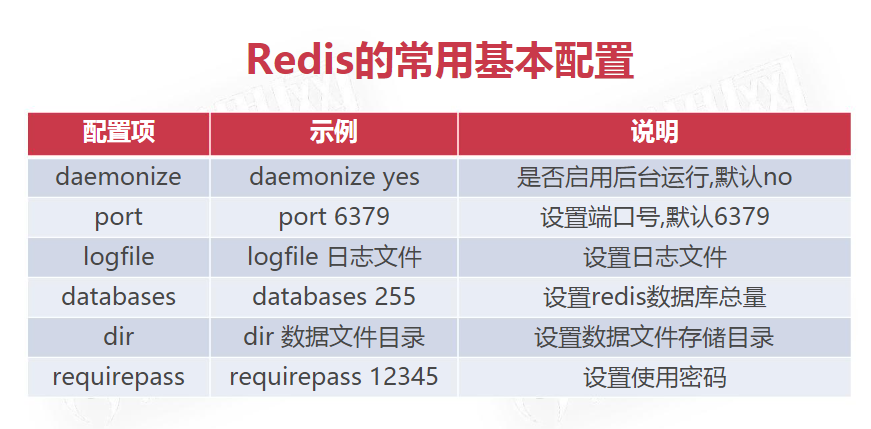 Redis的常用基本配置
配置项 示例 说明
daemonize daemonize yes 是否启用后台运行,默认no
port port 6379 设置端口号,默认6379
logfile logfile 日志文件 设置日志文件
databases databases 255 设置redis数据库总量
dir dir 数据文件目录 设置数据文件存储目录
requirepass requirepass 12345 设置使用密码